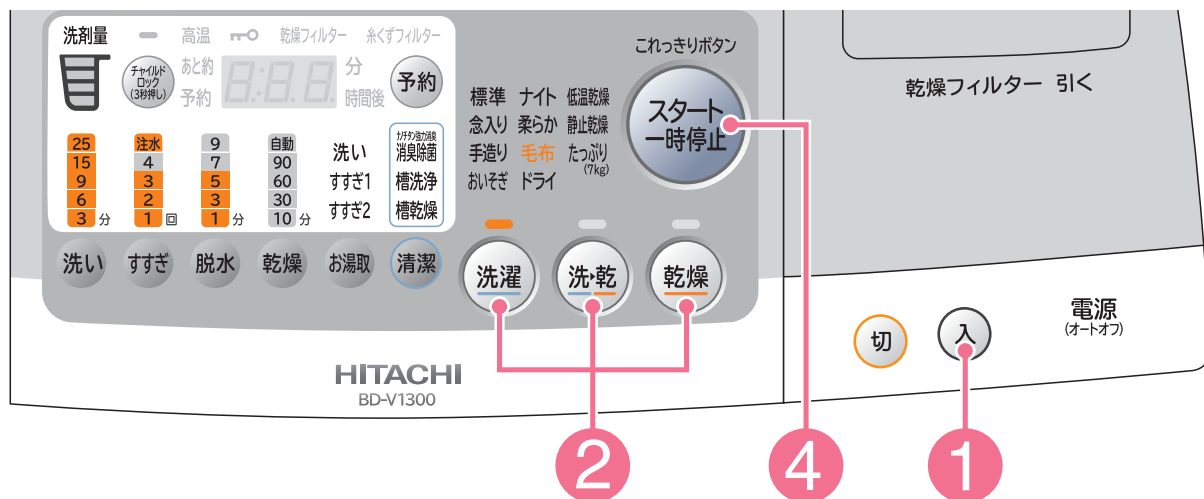 洗剤量
高温
乾燥フィルター
糸くずフィルター
チャイルド
ロック
(3秒押し)
あと約
予約
8:8.8.
分
時間後
予約
25
15
9
6
3 分
注水
4
3
2
1 回
9
7
5
3
1 分
自動
90
60
30
10 分
洗い
すすぎ1
すすぎ2
消臭除菌
槽洗浄
槽乾燥
洗い
すすぎ
脱水
乾燥
お湯取
清潔
標準 ナイト 低温乾燥
念入り 柔らか 静止乾燥
手造り 毛布 たっぷり
(7kg)
おいそぎ ドライ
これっきりボタン
スタート
一時停止
洗濯
洗▸乾
乾燥
乾燥フィルター 引く
切
入
電源
(オートオフ)
HITACHI
BD-V1300
2
4
1